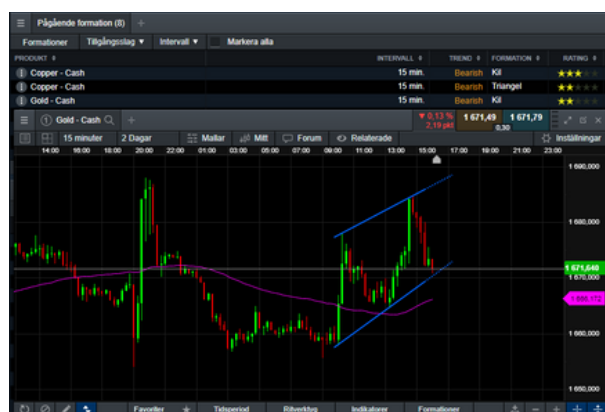 Pågående formation (8) +
Formationer Tillgångsslag ▼ Intervall ▼ Markera alla
PRODUKT INTERVALL TREND FORMATION RATING
Copper - Cash 15 min. Bearish Kil ★★★★★
Copper - Cash 15 min. Bearish Triangel ★★★★★
Gold - Cash 15 min. Bearish Kil ★★★★★
1 Gold - Cash + ▼ 0,13 % 1 671,49 1 671,79
2,19 pkt 0,30
15 minuter 2 Dagar Mallar Mitt Forum Relaterade Inställningar
14:00 16:00 18:00 20:00 22:00 01:00 03:00 05:00 07:00 09:00 11:00 13:00 15:00 17:00 19:00 21:00 23:00
1 690,000
1 680,000
1 671,640
1 670,000
1 660,000
1 650,000
Favoriter Tidsperiod Ritverktyg Indikatorer Formationer